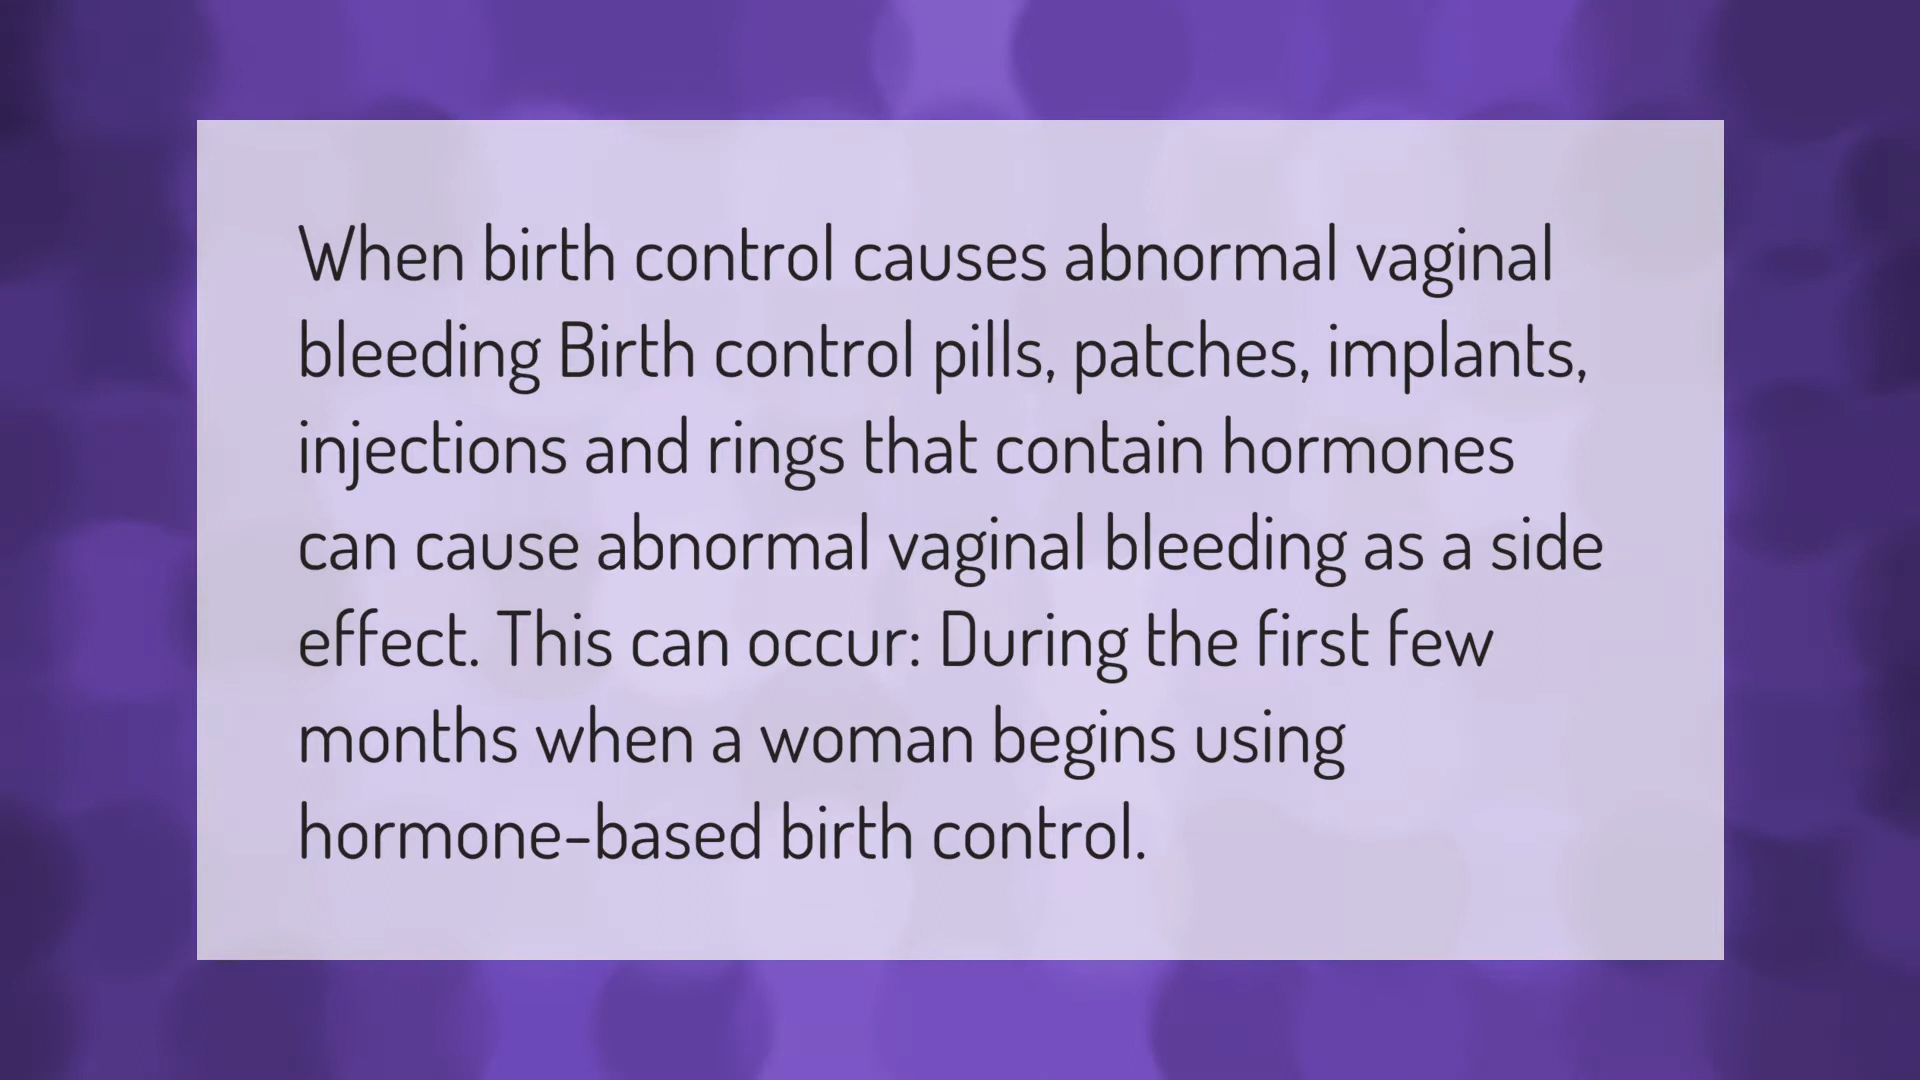 When birth control causes abnormal vaginal
bleeding Birth control pills, patches, implants,
injections and rings that contain hormones
can cause abnormal vaginal bleeding as a side
effect. This can occur: During the first few
months when a woman begins using
hormone-based birth control.